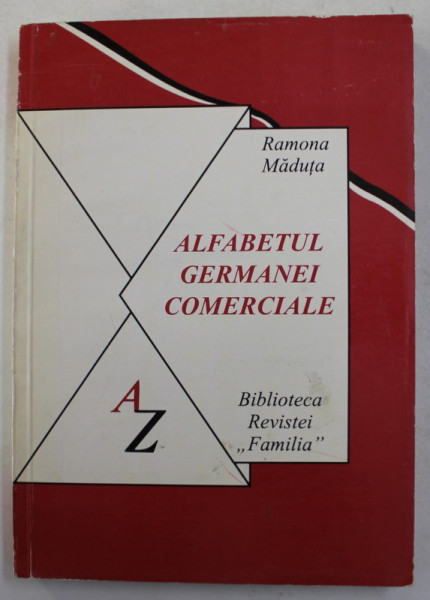 Ramona
Măduța
ALFABETUL
GERMANEI
COMERCIALE
A
Z
Biblioteca
Revistei
„Familia”